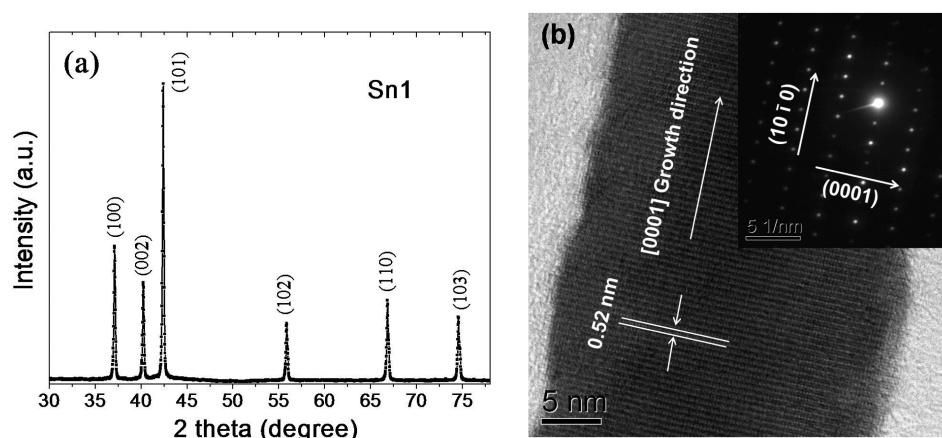 (a)
Sn1
(100)
(002)
(101)
(102)
(110)
(103)
Intensity (a.u.)
30 35 40 45 50 55 60 65 70 75
2 theta (degree)
(b)
[0001] Growth direction
0.52 nm
5 nm
(10 1̄ 0)
(0001)
5 1/nm